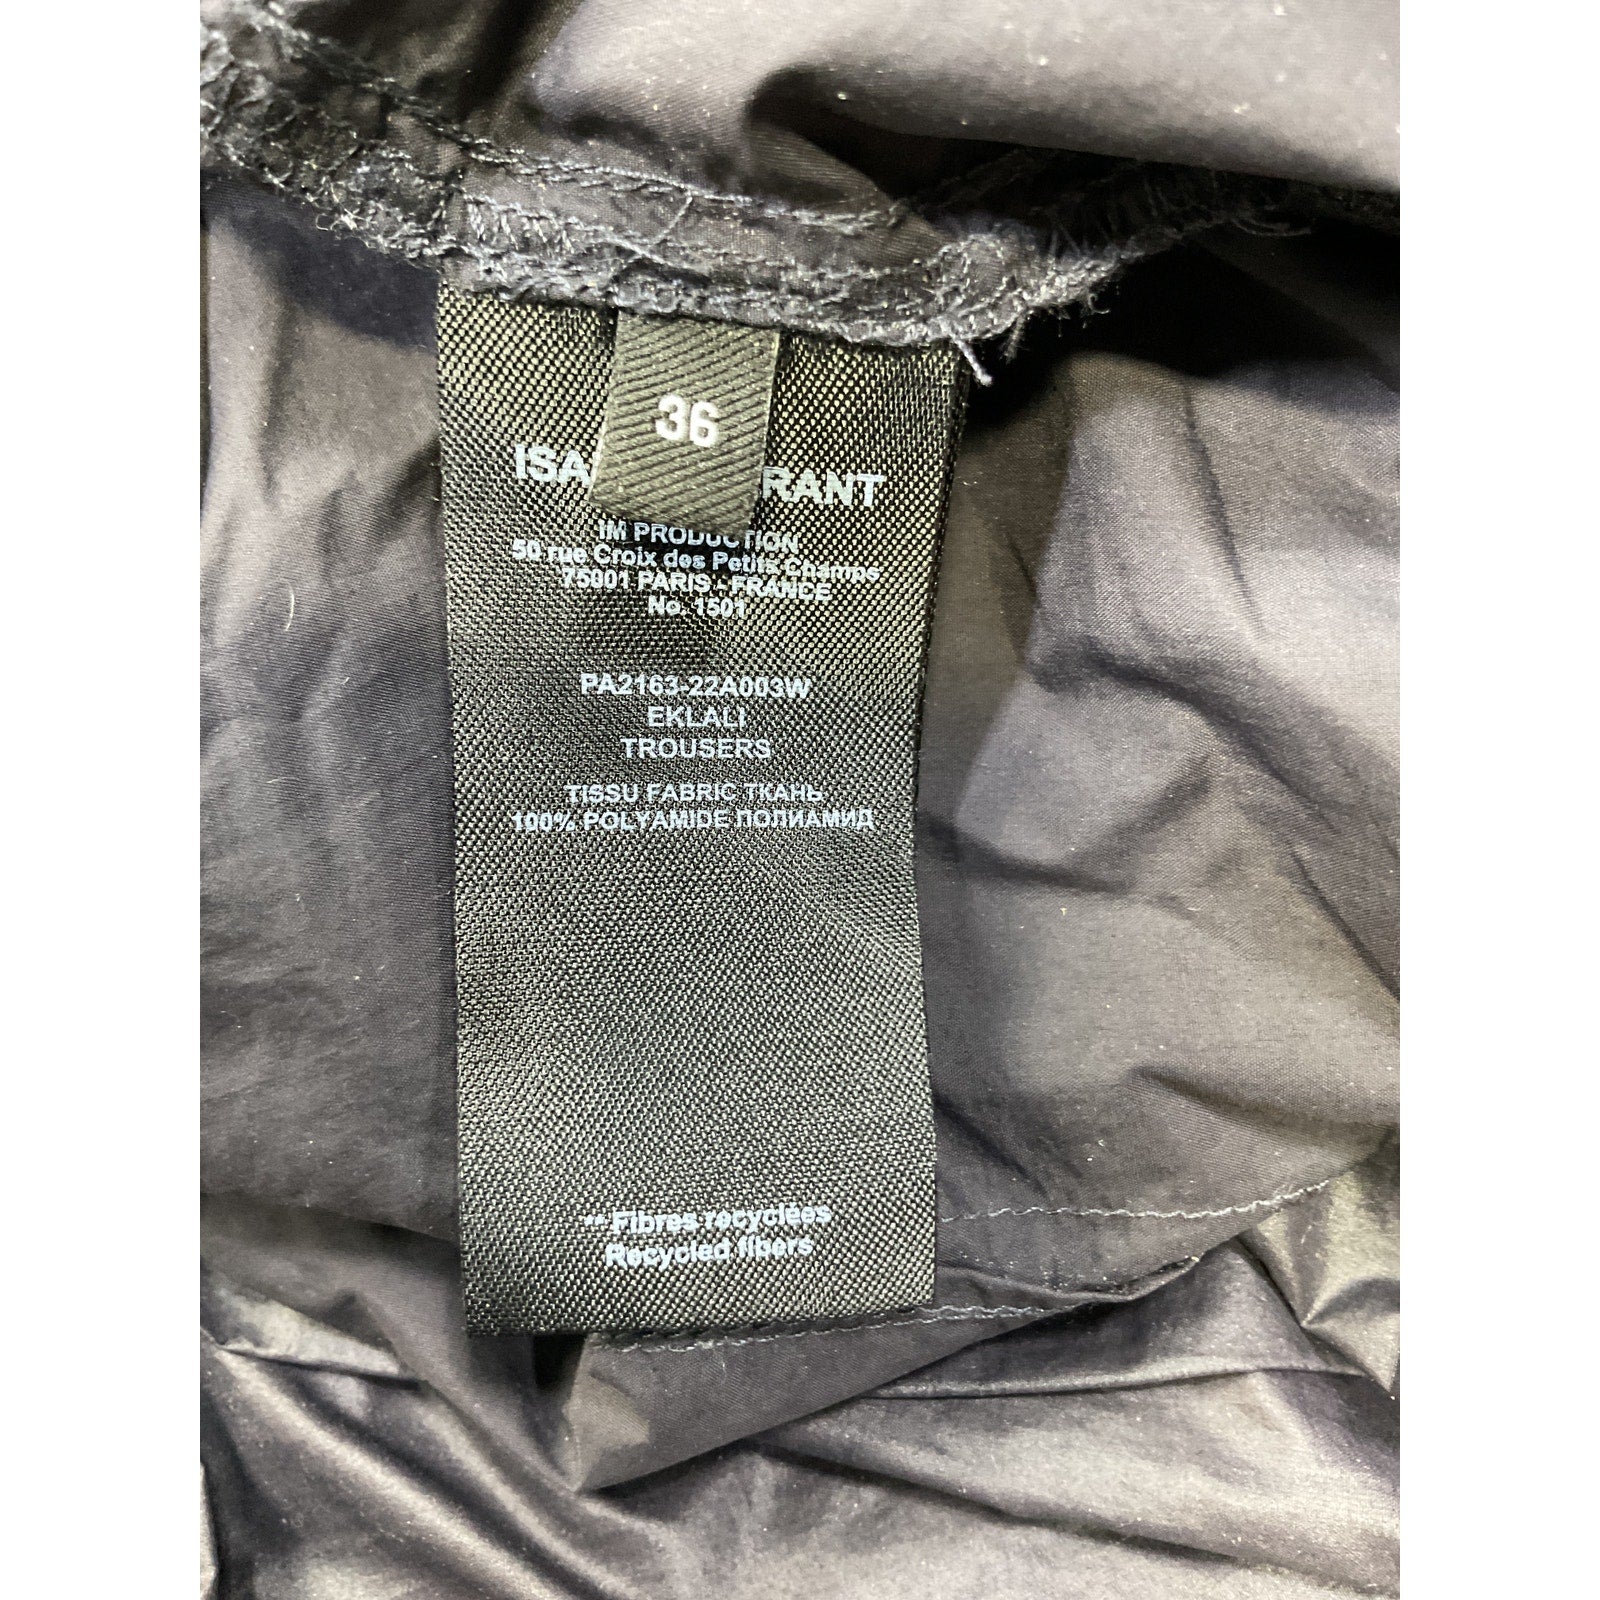 36
ISA RANT
IM PRODUCTION
50 rue Croix des Petits Champs
75001 PARIS - FRANCE
No. 1501
PA2163-22A003W
EKLALI
TROUSERS
TISSU FABRIC ТКАНЬ
100% POLYAMIDE ПОЛИАМИД
** Fibres recyclées
Recycled fibers